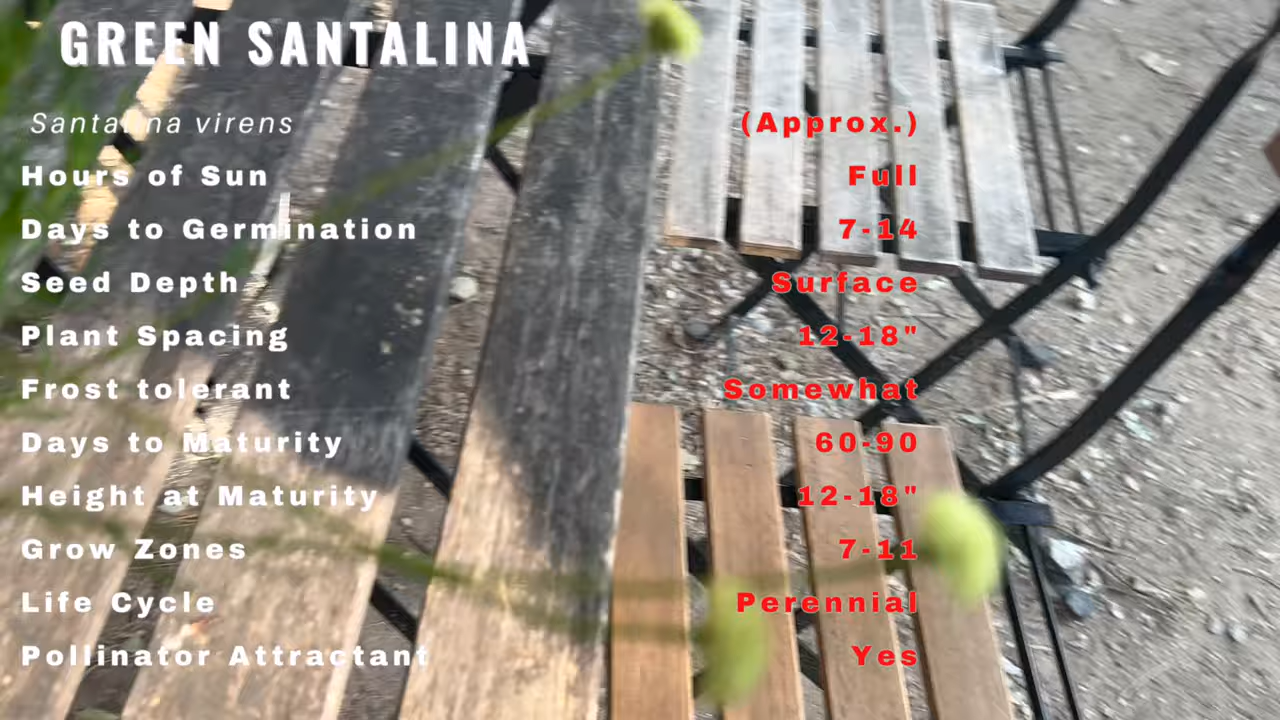 GREEN SANTALINA
Santalina virens (Approx.)
Hours of Sun Full
Days to Germination 7-14
Seed Depth Surface
Plant Spacing 12-18"
Frost tolerant Somewhat
Days to Maturity 60-90
Height at Maturity 12-18"
Grow Zones 7-11
Life Cycle Perennial
Pollinator Attractant Yes